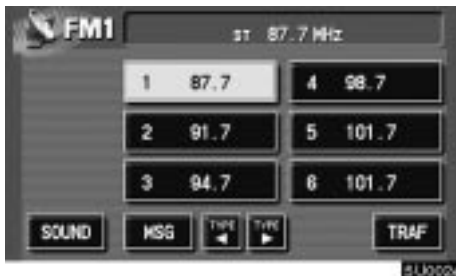 FM1 ST 87.7 MHz
1 87.7 4 98.7
2 91.7 5 101.7
3 94.7 6 101.7
SOUND MSG TYPE ◄ TYPE ► TRAF